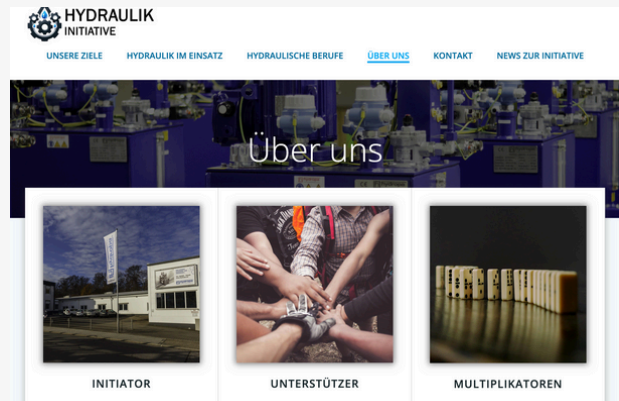 HYDRAULIK
INITIATIVE
UNSERE ZIELE HYDRAULIK IM EINSATZ HYDRAULISCHE BERUFE ÜBER UNS KONTAKT NEWS ZUR INITIATIVE
Über uns
INITIATOR UNTERSTÜTZER MULTIPLIKATOREN